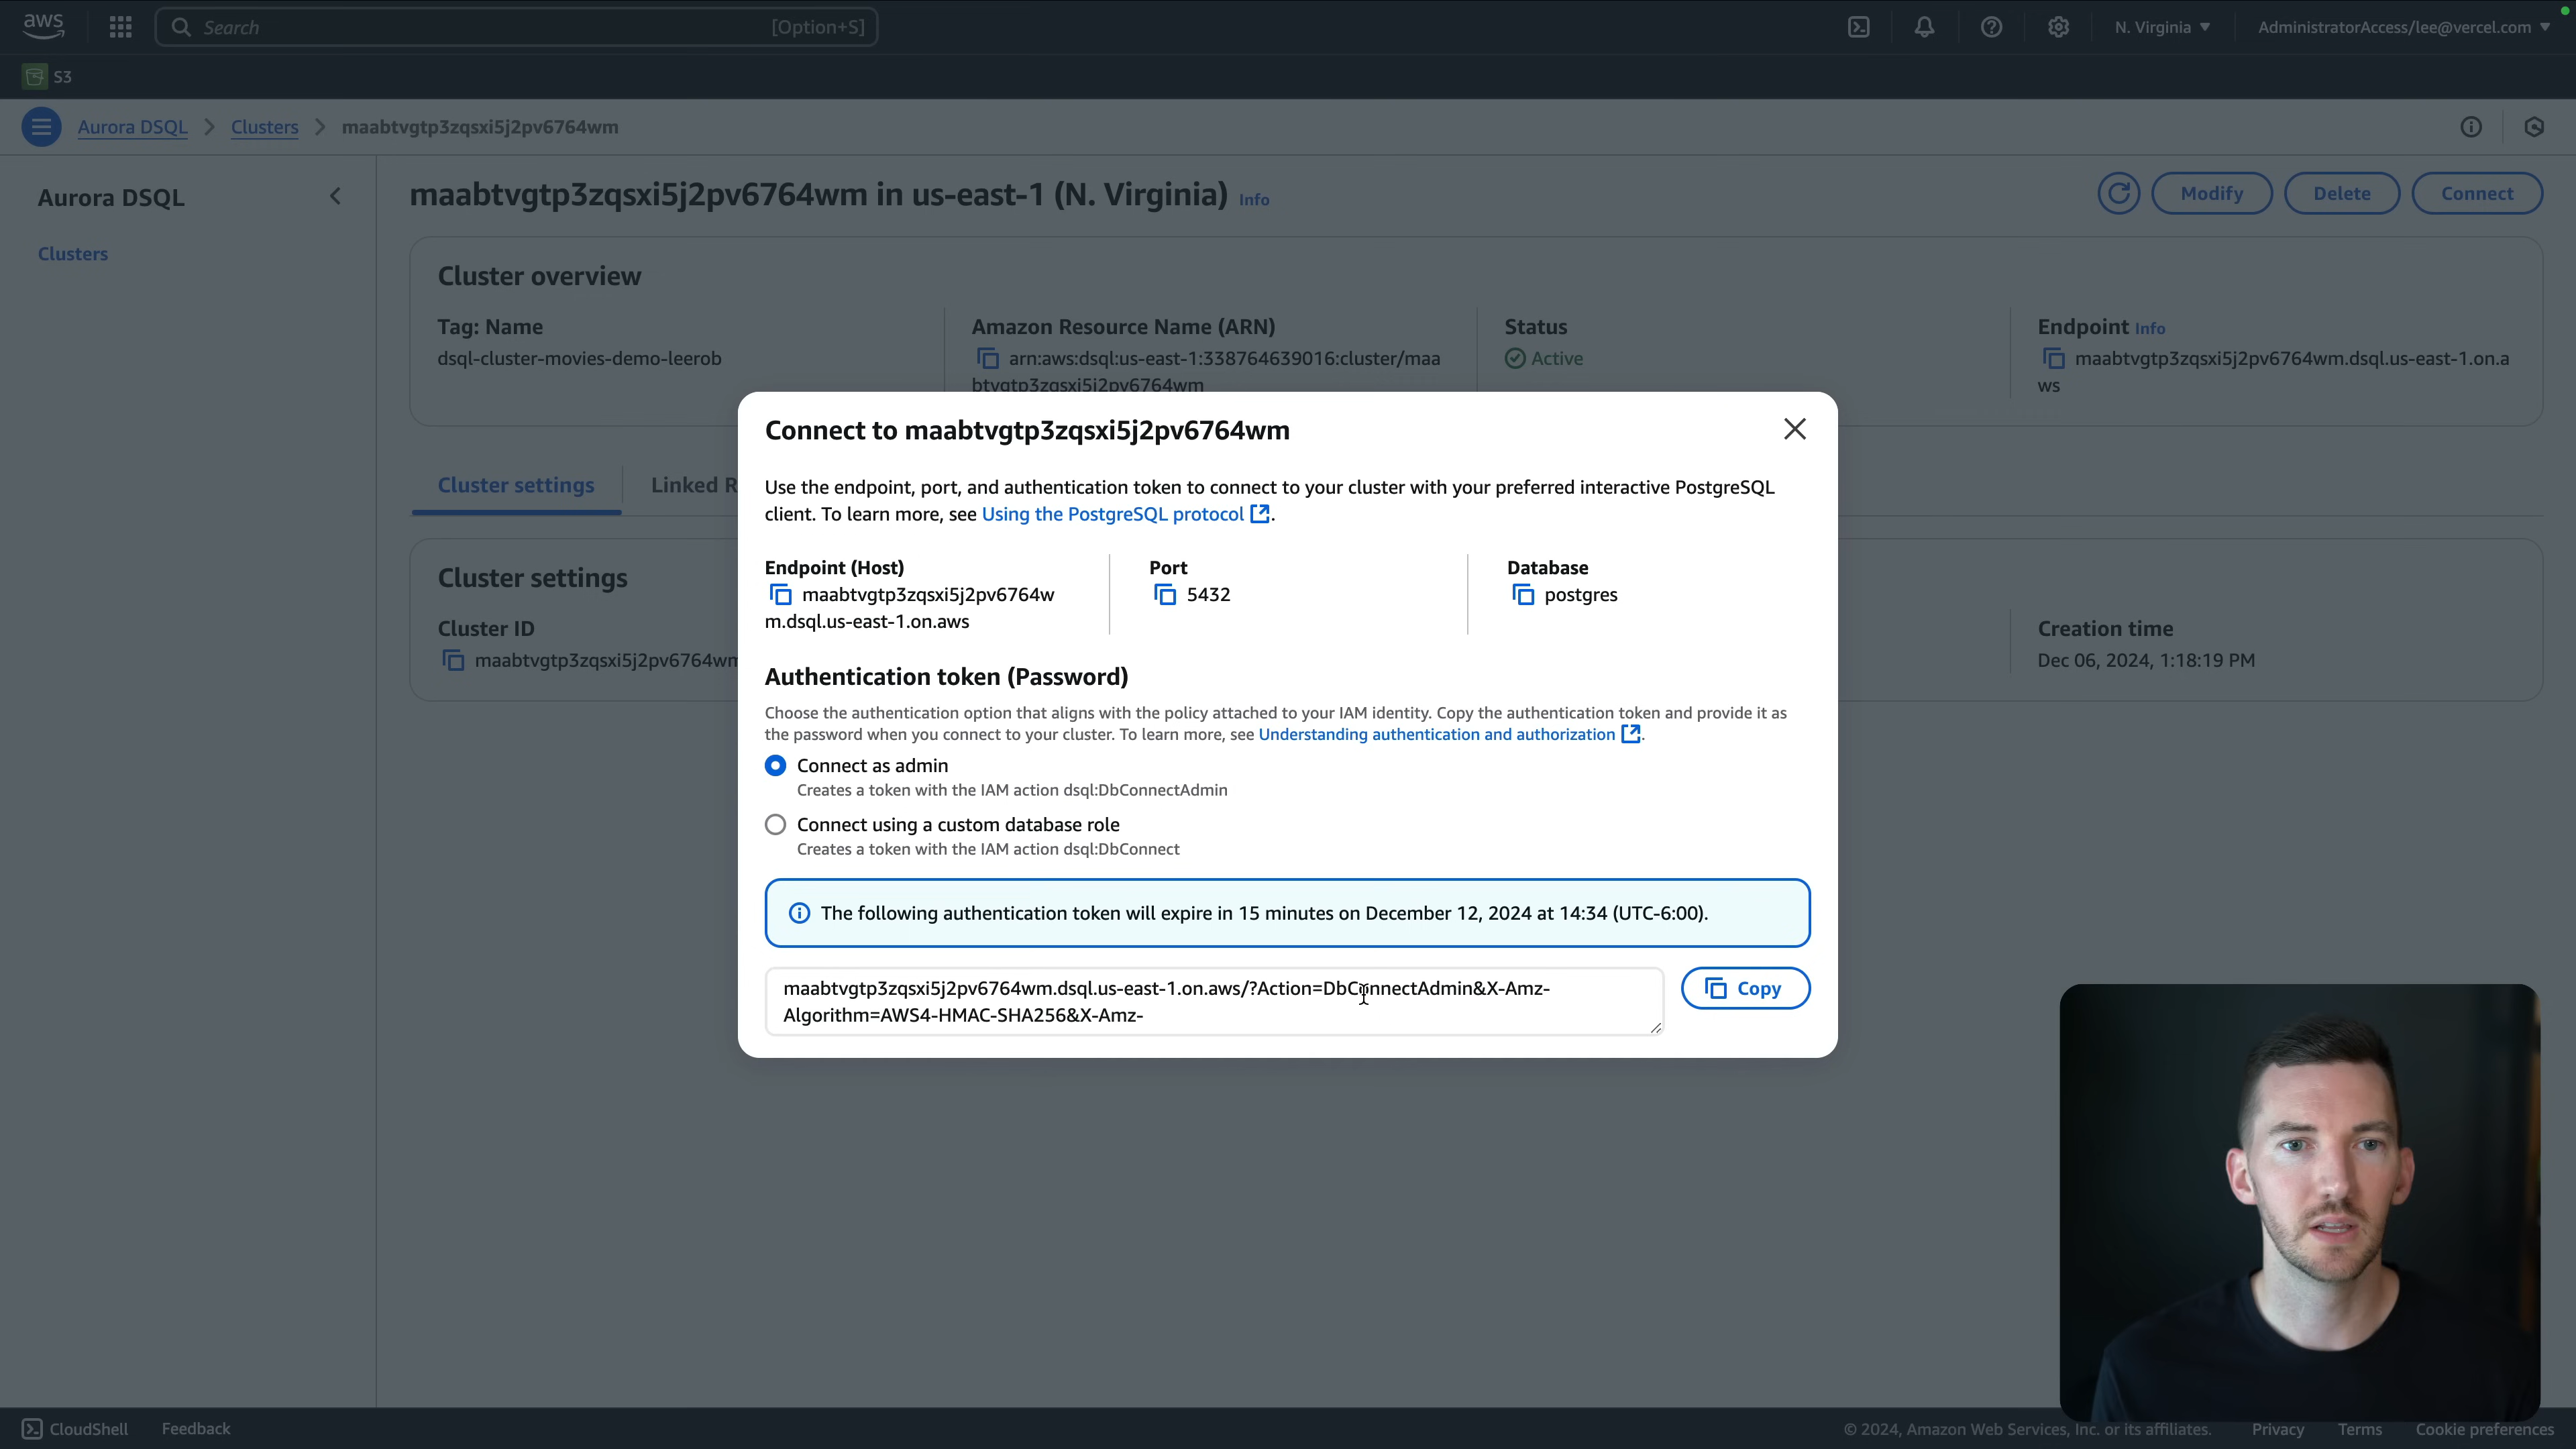 aws
Search
[Option+S]
N. Virginia
AdministratorAccess/lee@vercel.com
S3
Aurora DSQL
Clusters
maabtvgtp3zqsxi5j2pv6764wm
Aurora DSQL
Clusters
maabtvgtp3zqsxi5j2pv6764wm in us-east-1 (N. Virginia) Info
Modify
Delete
Connect
Cluster overview
Tag: Name
dsql-cluster-movies-demo-leerob
Amazon Resource Name (ARN)
arn:aws:dsql:us-east-1:338764639016:cluster/maa
btvgtp3zqsxi5j2pv6764wm
Status
Active
Endpoint Info
maabtvgtp3zqsxi5j2pv6764wm.dsql.us-east-1.on.a
ws
Cluster settings
Linked R
Cluster settings
Cluster ID
maabtvgtp3zqsxi5j2pv6764wm
Creation time
Dec 06, 2024, 1:18:19 PM
Connect to maabtvgtp3zqsxi5j2pv6764wm
Use the endpoint, port, and authentication token to connect to your cluster with your preferred interactive PostgreSQL
client. To learn more, see Using the PostgreSQL protocol.
Endpoint (Host)
maabtvgtp3zqsxi5j2pv6764w
m.dsql.us-east-1.on.aws
Port
5432
Database
postgres
Authentication token (Password)
Choose the authentication option that aligns with the policy attached to your IAM identity. Copy the authentication token and provide it as
the password when you connect to your cluster. To learn more, see Understanding authentication and authorization.
Connect as admin
Creates a token with the IAM action dsql:DbConnectAdmin
Connect using a custom database role
Creates a token with the IAM action dsql:DbConnect
The following authentication token will expire in 15 minutes on December 12, 2024 at 14:34 (UTC-6:00).
maabtvgtp3zqsxi5j2pv6764wm.dsql.us-east-1.on.aws/?Action=DbConnectAdmin&X-Amz-
Algorithm=AWS4-HMAC-SHA256&X-Amz-
Copy
CloudShell
Feedback
© 2024, Amazon Web Services, Inc. or its affiliates.
Privacy
Terms
Cookie preferences